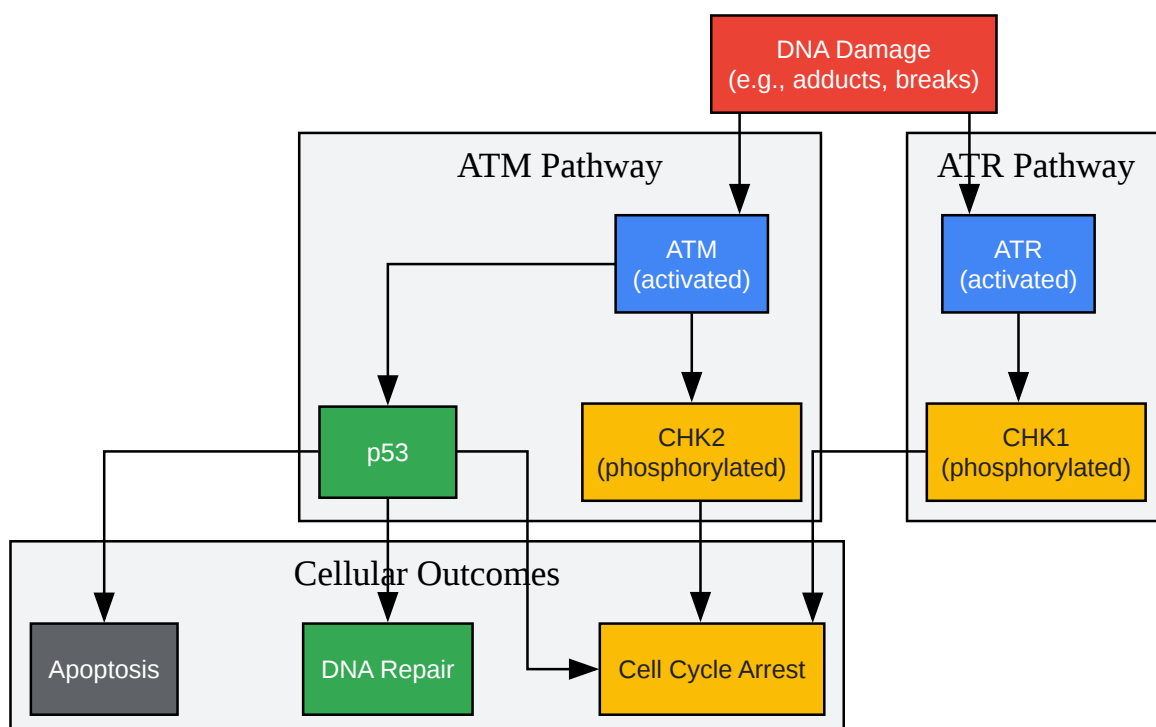 DNA Damage
(e.g., adducts, breaks)
ATM Pathway
ATR Pathway
ATM
(activated)
ATR
(activated)
p53
CHK2
(phosphorylated)
CHK1
(phosphorylated)
Cellular Outcomes
Apoptosis
DNA Repair
Cell Cycle Arrest